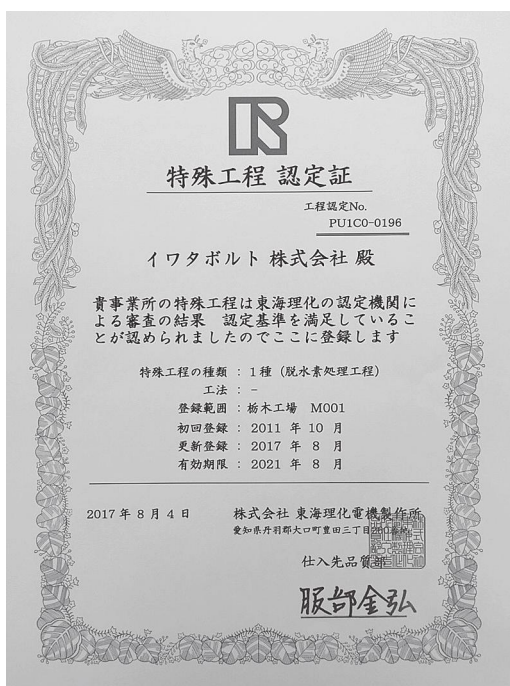 特殊工程 認定証
工程認定No.
PU1C0-0196
イワタボルト 株式会社 殿
貴事業所の特殊工程は東海理化の認定機関に
よる審査の結果 認定基準を満足しているこ
とが認められましたのでここに登録します
特殊工程の種類 : 1種 (脱水素処理工程)
工法 : -
登録範囲 : 栃木工場 M001
初回登録 : 2011 年 10 月
更新登録 : 2017 年 8 月
有効期限 : 2021 年 8 月
2017 年 8 月 4 日
株式会社 東海理化電機製作所
愛知県丹羽郡大口町豊田三丁目260番地
仕入先品質部
服部金弘